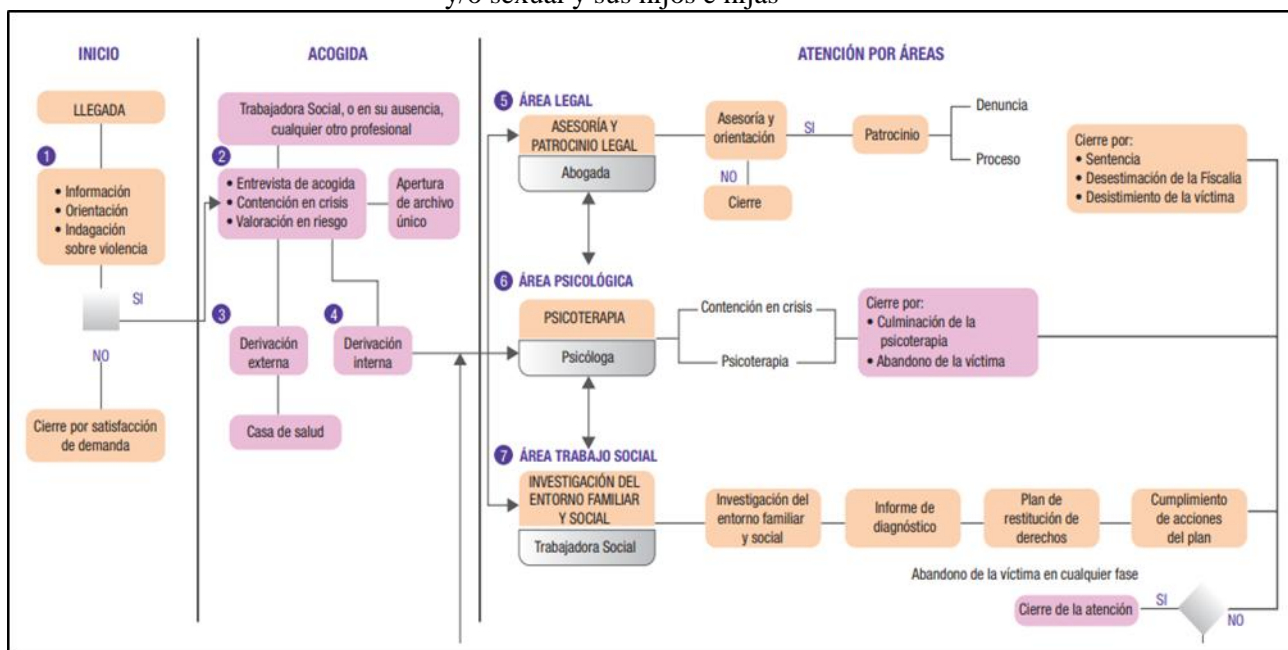 y/o sexual y sus hijos e hijas
INICIO
LLEGADA
1
• Información
• Orientación
• Indagación
sobre violencia
SI
NO
Cierre por satisfacción
de demanda
ACOGIDA
Trabajadora Social, o en su ausencia,
cualquier otro profesional
2
• Entrevista de acogida
• Contención en crisis
• Valoración en riesgo
Apertura
de archivo
único
3
Derivación
externa
4
Derivación
interna
Casa de salud
ATENCIÓN POR ÁREAS
5 ÁREA LEGAL
ASESORÍA Y
PATROCINIO LEGAL
Abogada
Asesoría y
orientación
SI
NO
Cierre
Patrocinio
Denuncia
Proceso
Cierre por:
• Sentencia
• Desestimación de la Fiscalia
• Desistimiento de la víctima
6 ÁREA PSICOLÓGICA
PSICOTERAPIA
Psicóloga
Contención en crisis
Psicoterapia
Cierre por:
• Culminación de la
psicoterapia
• Abandono de la víctima
7 ÁREA TRABAJO SOCIAL
INVESTIGACIÓN DEL
ENTORNO FAMILIAR
Y SOCIAL
Trabajadora Social
Investigación del
entorno familiar
y social
Informe de
diagnóstico
Plan de
restitución de
derechos
Cumplimiento
de acciones
del plan
Abandono de la víctima en cualquier fase
Cierre de la atención
SI
NO